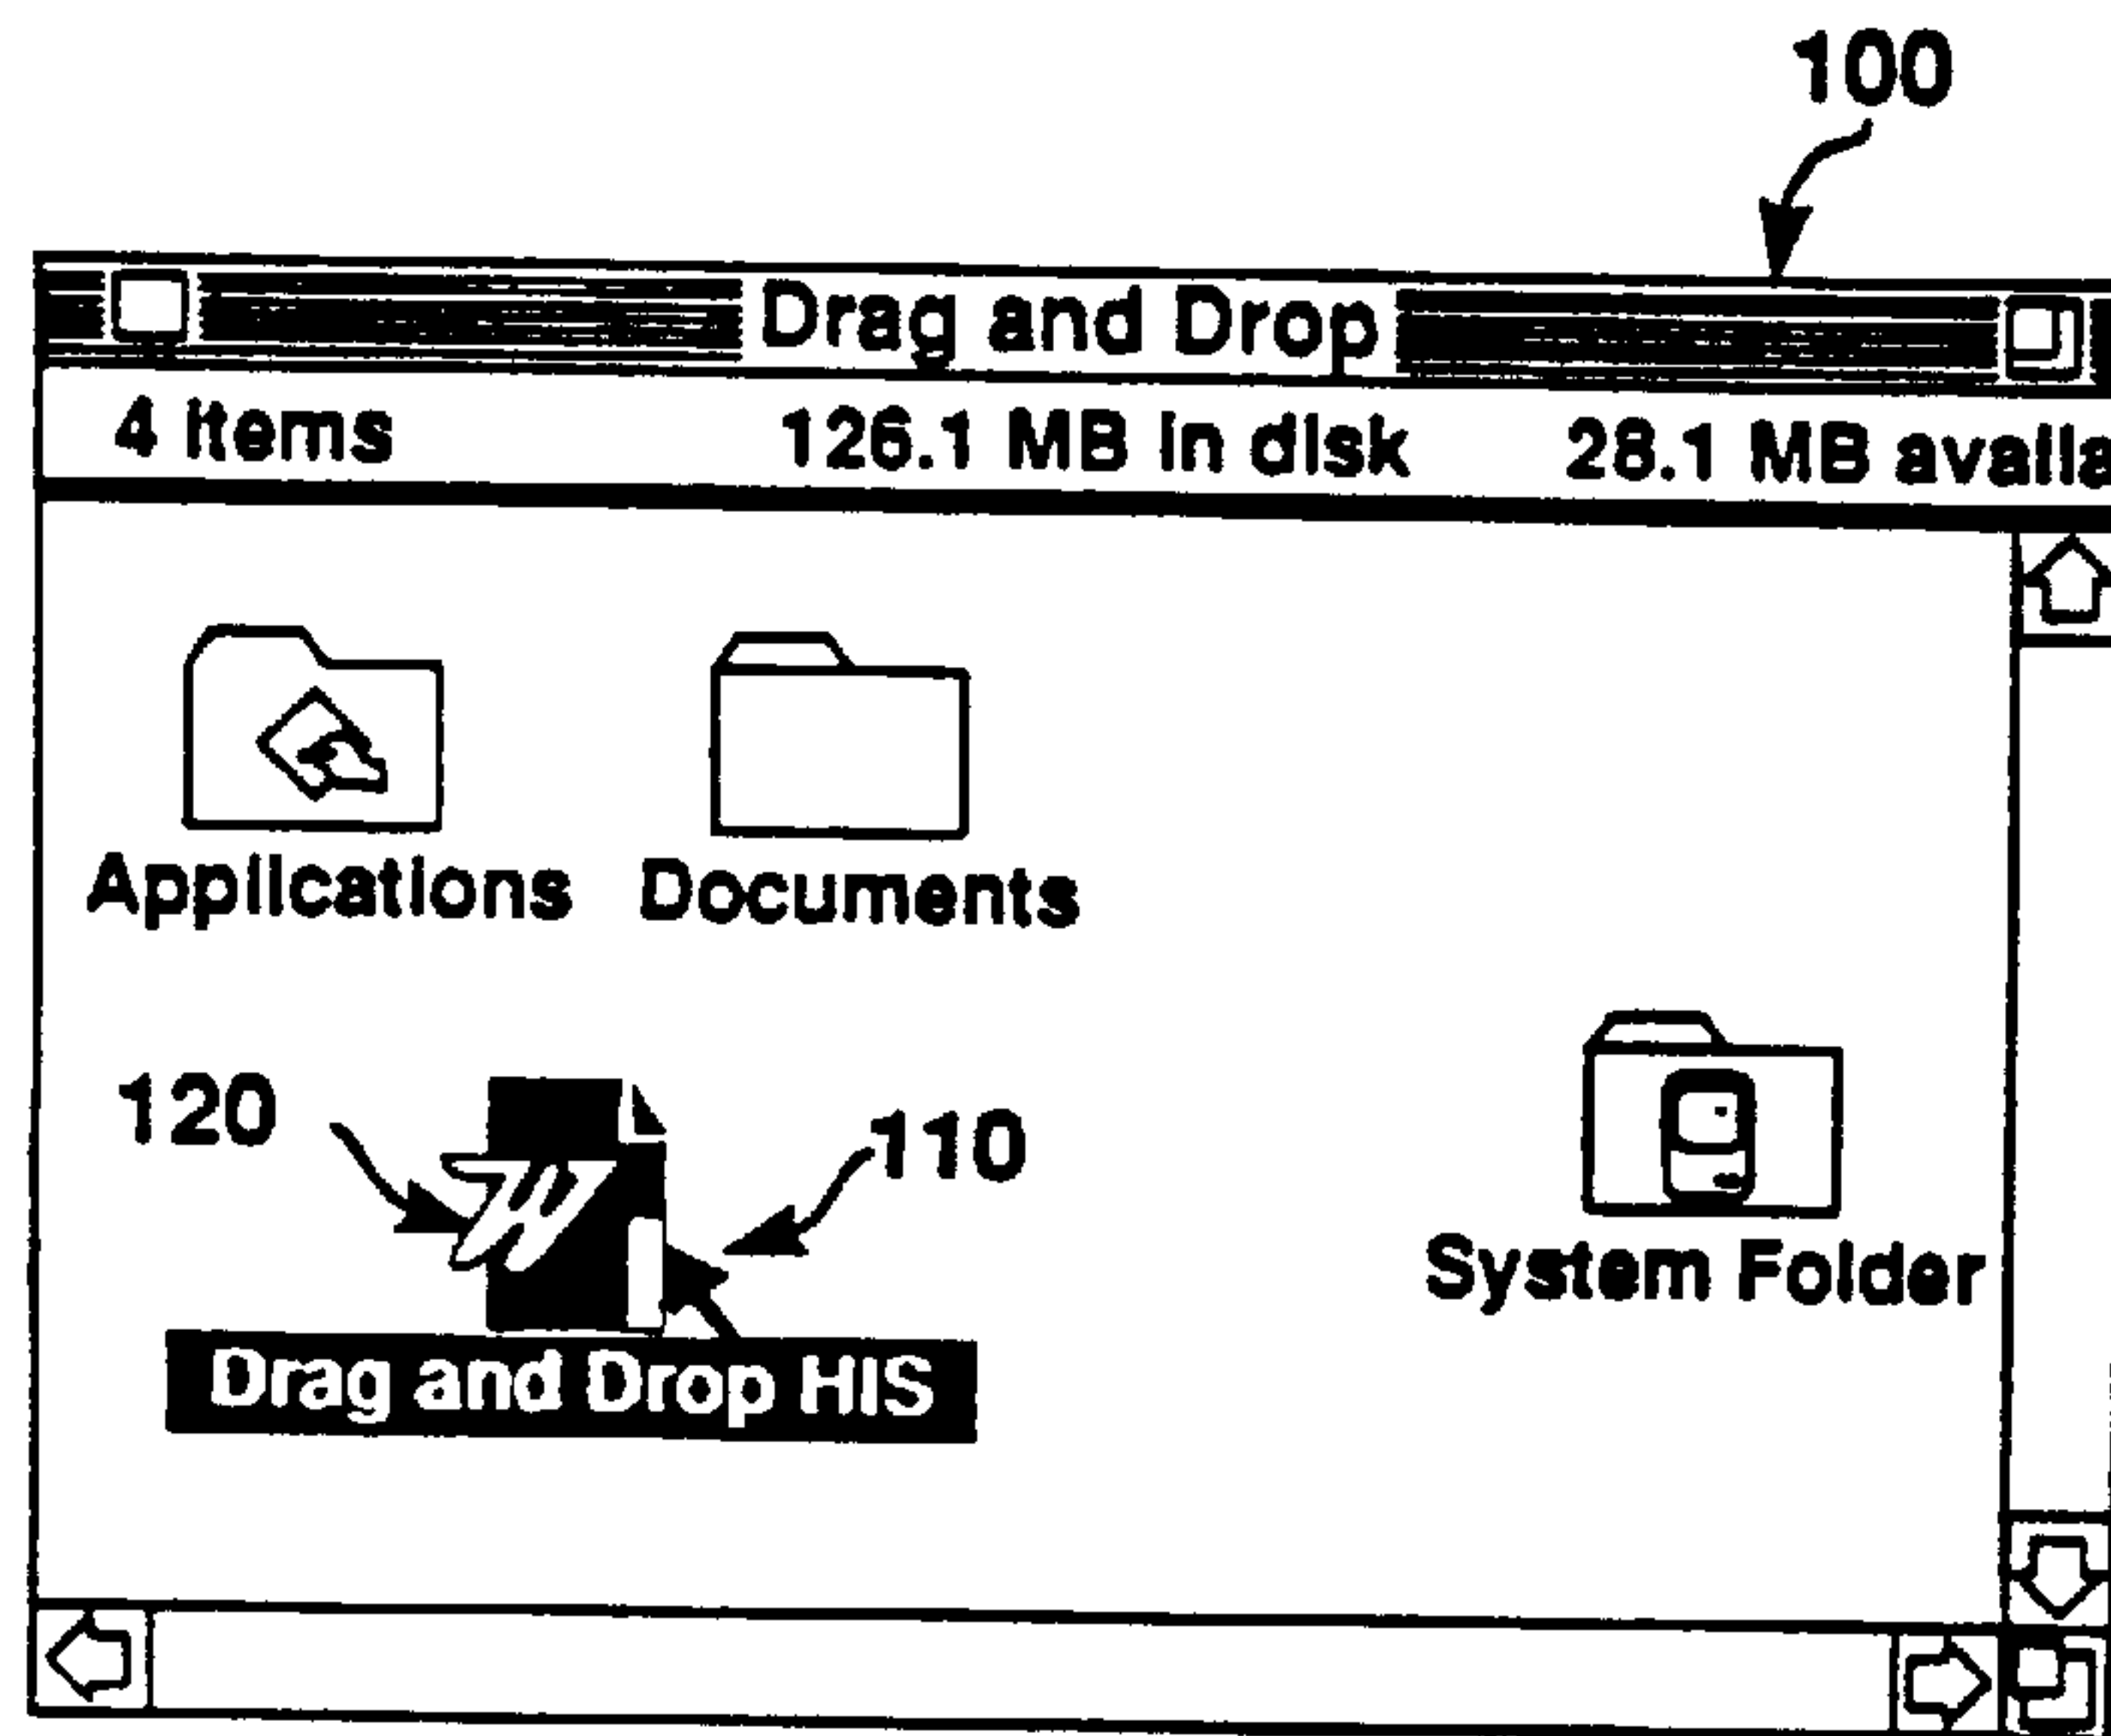 100
Drag and Drop
4 items 126.1 MB in disk 28.1 MB availa
Applications Documents
120 110
System Folder
Drag and Drop HIS